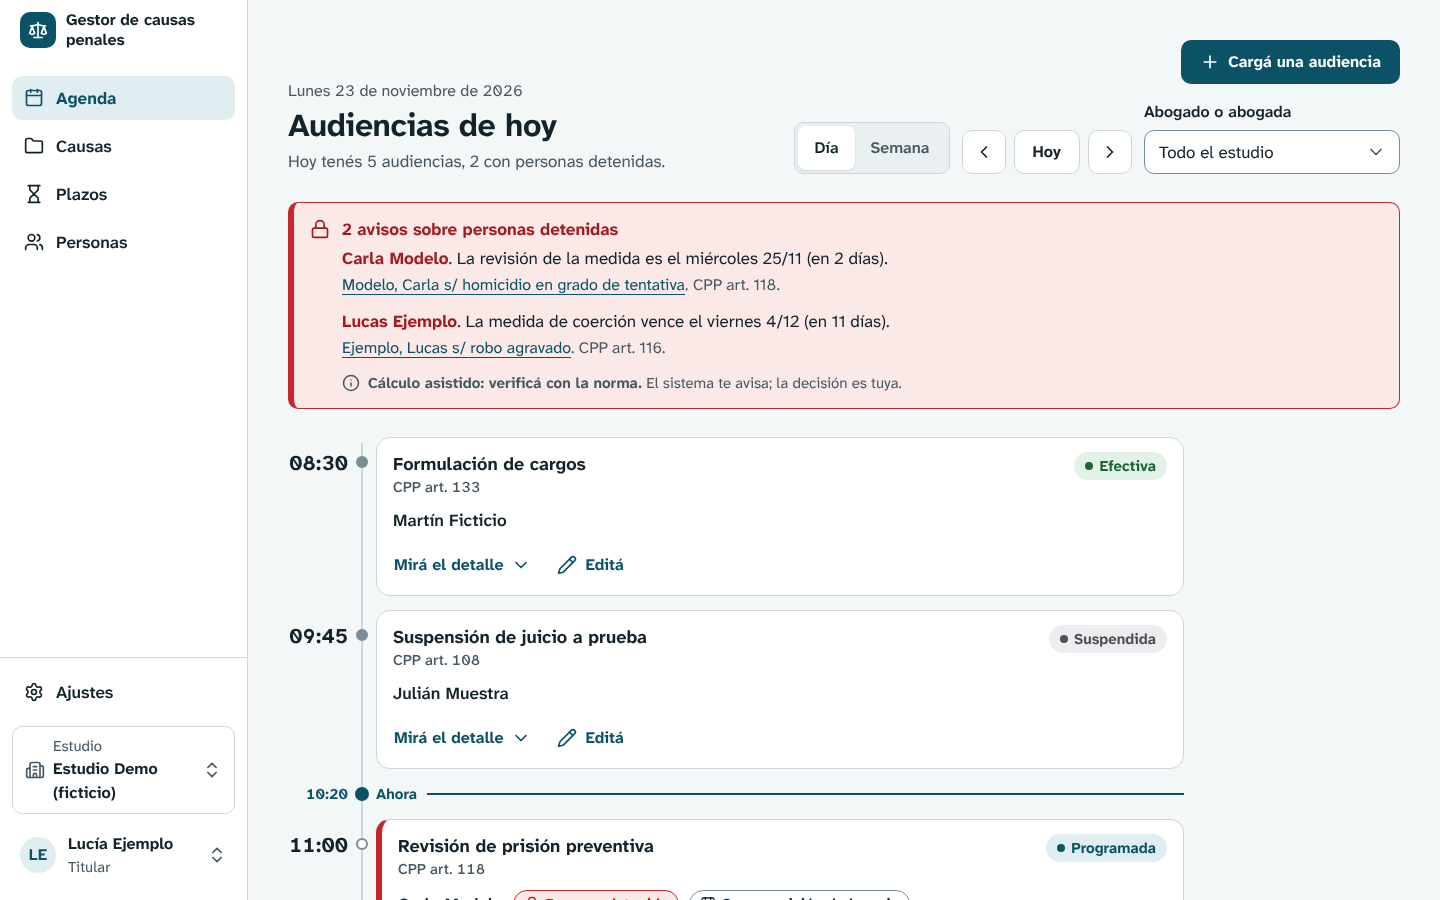 Gestor de causas
penales
Agenda
Causas
Plazos
Personas
Ajustes
Estudio
Estudio Demo
(ficticio)
LE
Lucía Ejemplo
Titular
Cargá una audiencia
Lunes 23 de noviembre de 2026
Audiencias de hoy
Hoy tenés 5 audiencias, 2 con personas detenidas.
Día
Semana
Hoy
Abogado o abogada
Todo el estudio
2 avisos sobre personas detenidas
Carla Modelo. La revisión de la medida es el miércoles 25/11 (en 2 días).
Modelo, Carla s/ homicidio en grado de tentativa. CPP art. 118.
Lucas Ejemplo. La medida de coerción vence el viernes 4/12 (en 11 días).
Ejemplo, Lucas s/ robo agravado. CPP art. 116.
Cálculo asistido: verificá con la norma. El sistema te avisa; la decisión es tuya.
08:30
Formulación de cargos
Efectiva
CPP art. 133
Martín Ficticio
Mirá el detalle
Editá
09:45
Suspensión de juicio a prueba
Suspendida
CPP art. 108
Julián Muestra
Mirá el detalle
Editá
10:20
Ahora
11:00
Revisión de prisión preventiva
Programada
CPP art. 118